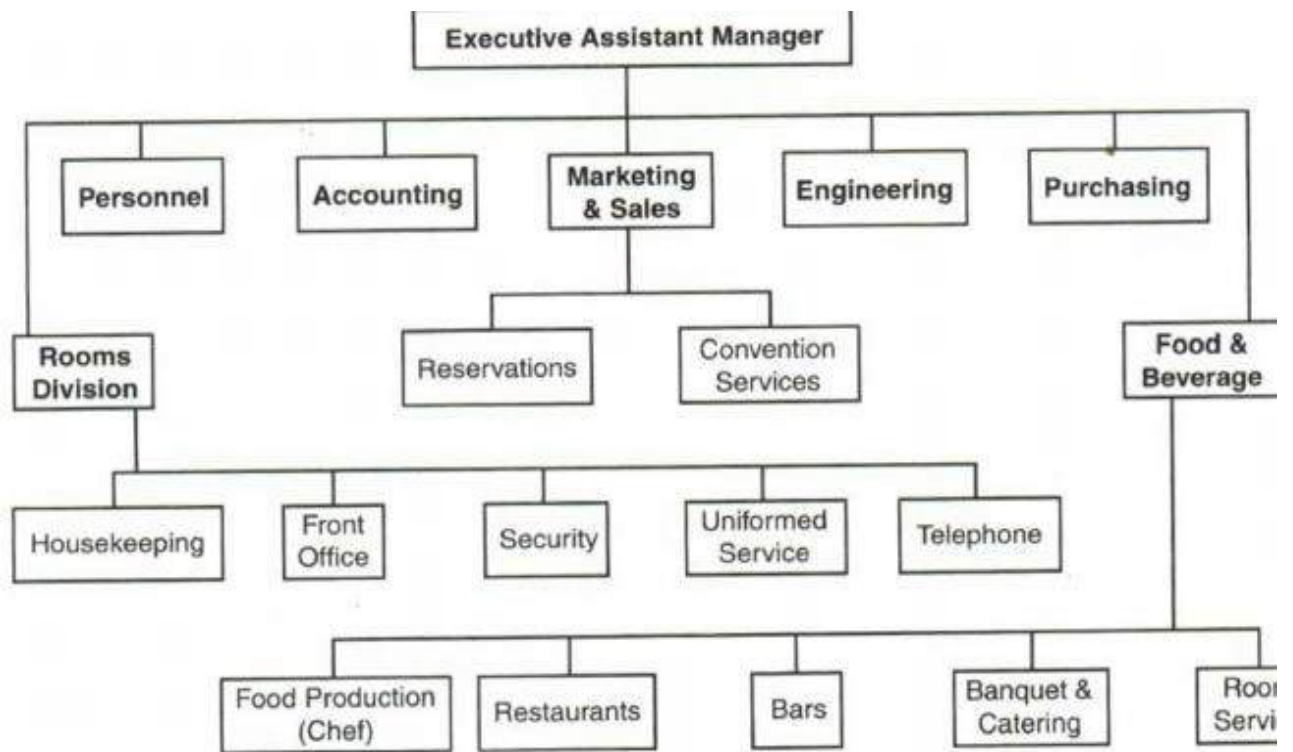 Executive Assistant Manager
Personnel
Accounting
Marketing
& Sales
Engineering
Purchasing
Rooms
Division
Reservations
Convention
Services
Food &
Beverage
Housekeeping
Front
Office
Security
Uniformed
Service
Telephone
Food Production
(Chef)
Restaurants
Bars
Banquet &
Catering